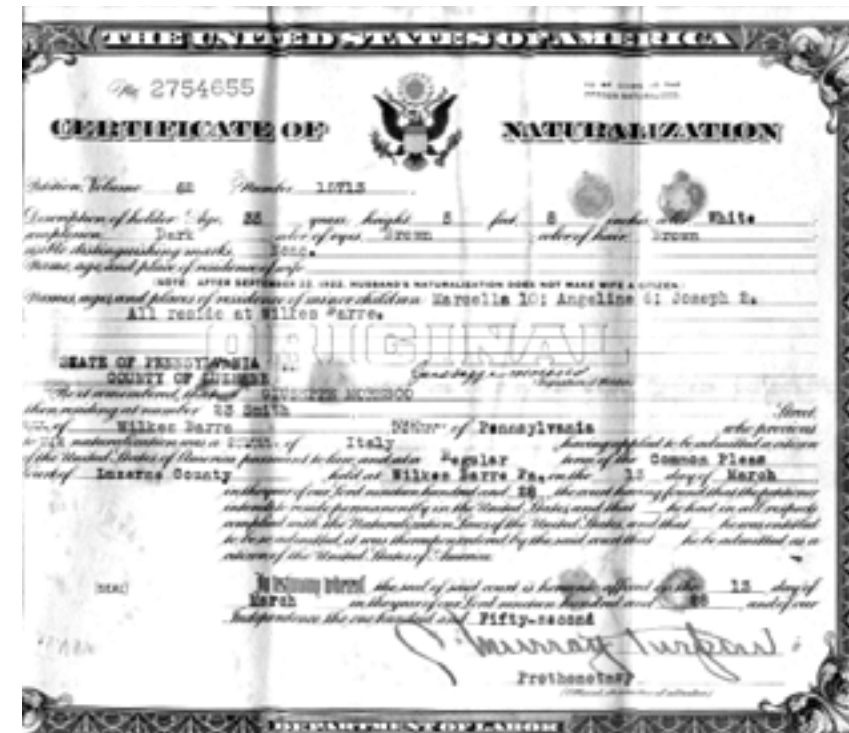 THE UNITED STATES OF AMERICA
No. 2754655
TO BE GIVEN TO THE
PERSON NATURALIZED.
CERTIFICATE OF NATURALIZATION
Petition, Volume 62 Number 15713
Description of holder: Age, 35 years; height, 5 feet, 8 inches; color, White;
complexion, Dark color of eyes, Brown color of hair, Brown
visible distinguishing marks, None.
Name, age and place of residence of wife
(NOTE: AFTER SEPTEMBER 22, 1922, HUSBAND'S NATURALIZATION DOES NOT MAKE WIFE A CITIZEN)
Names, ages and places of residence of minor children Marcella 10; Angeline 6; Joseph 2.
All reside at Wilkes Barre.
ORIGINAL
STATE OF PENNSYLVANIA
COUNTY OF LUZERNE
Be it remembered, that GIUSEPPE
then residing at number 23 Smith Street,
of Wilkes Barre of Pennsylvania who previous
to naturalization was a of Italy, having applied to be admitted a citizen
of the United States of America pursuant to law, and at a Regular term of the Common Pleas
Court of Luzerne County held at Wilkes Barre Pa. on the 13 day of March
in the year of our Lord nineteen hundred and 28 the court having found that the petitioner
intends to reside permanently in the United States, and that he had in all respects
complied with the Naturalization Laws of the United States, and that he was entitled
to be so admitted, it was thereupon ordered by the said court that he be admitted as a
citizen of the United States of America.
(SEAL)
In testimony whereof the seal of said court is hereunto affixed on the 13 day of
March in the year of our Lord nineteen hundred and 28 and of our
Independence the one hundred and Fifty-second
Prothonotary
DEPARTMENT OF LABOR